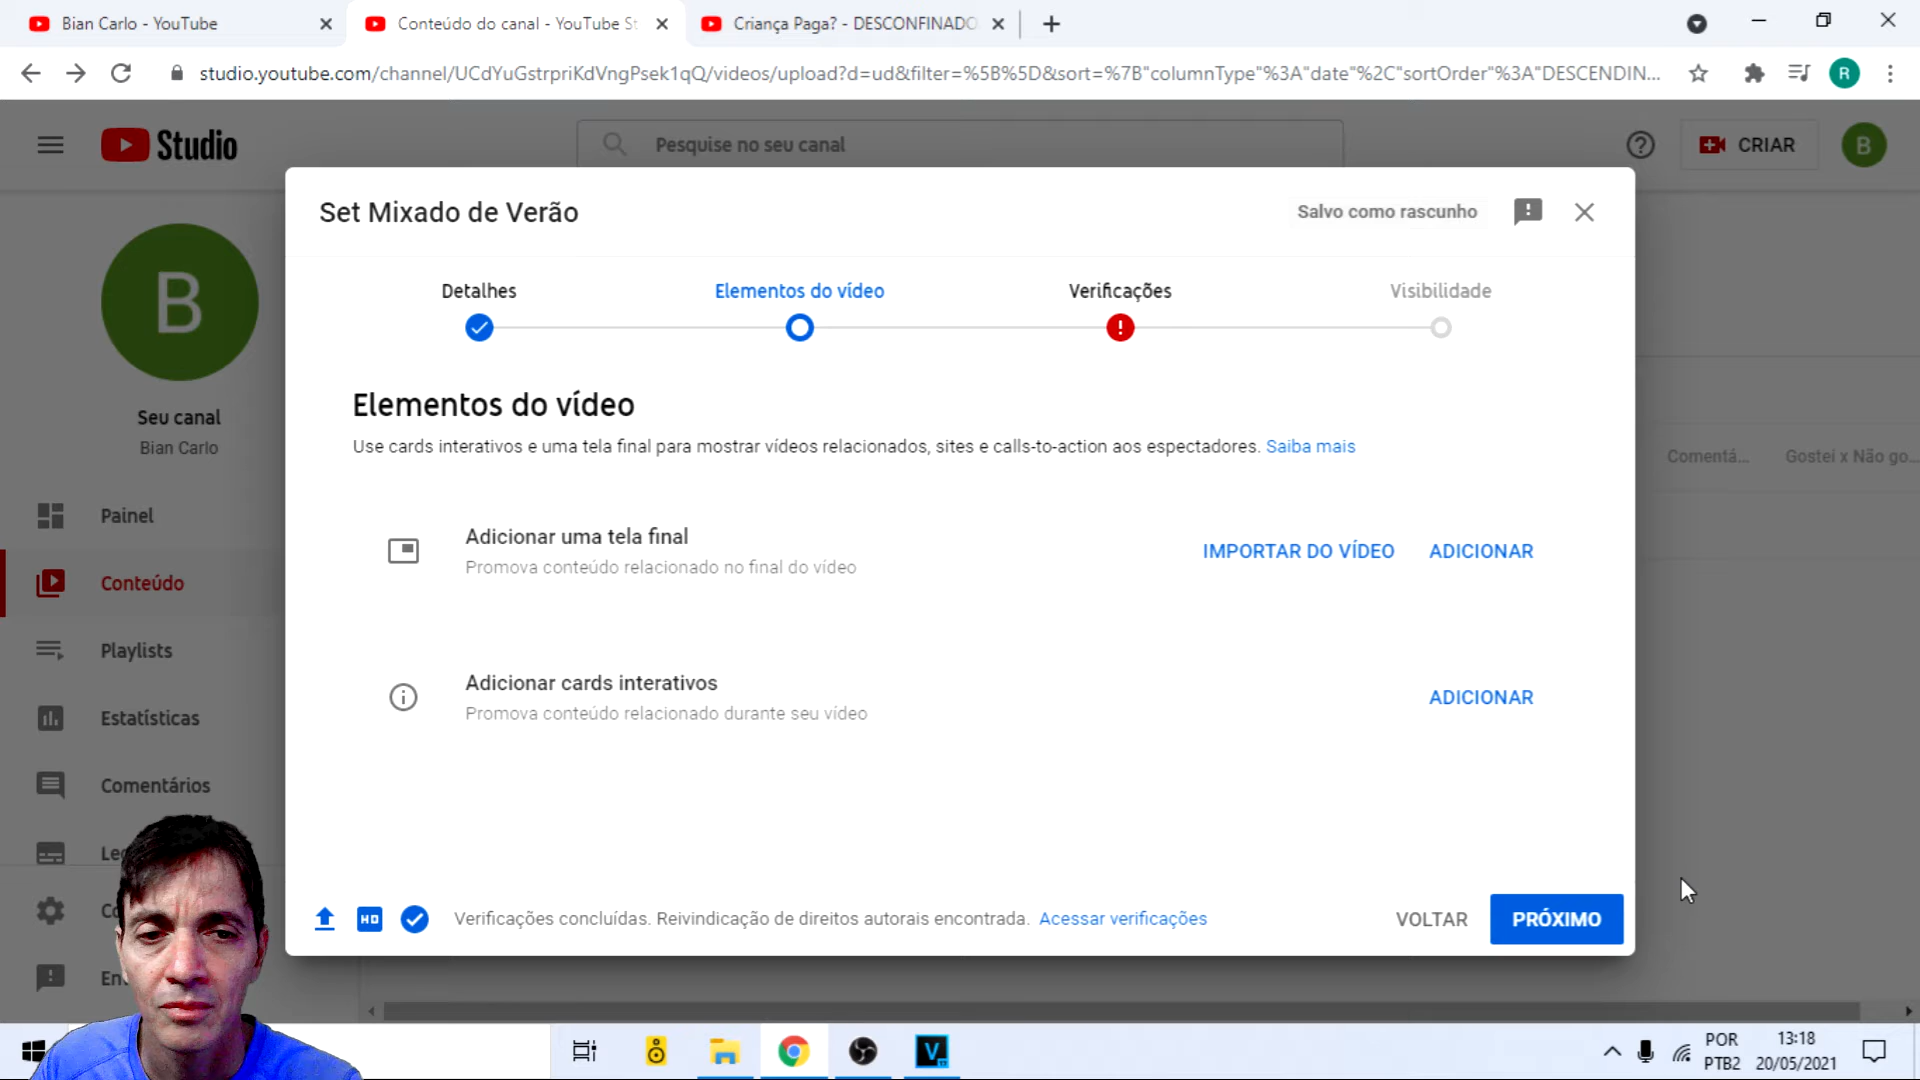 Bian Carlo - YouTube
Conteúdo do canal - YouTube St
Criança Paga? - DESCONFINADO
studio.youtube.com/channel/UCdYuGstrpriKdVngPsek1qQ/videos/upload?d=ud&filter=%5B%5D&sort=%7B"columnType"%3A"date"%2C"sortOrder"%3A"DESCENDIN...
R
Studio
Pesquise no seu canal
CRIAR
B
Set Mixado de Verão
Salvo como rascunho
Detalhes
Elementos do vídeo
Verificações
Visibilidade
B
Seu canal
Bian Carlo
Elementos do vídeo
Use cards interativos e uma tela final para mostrar vídeos relacionados, sites e calls-to-action aos espectadores. Saiba mais
Comentá...
Gostei x Não go...
Painel
Conteúdo
Playlists
Estatísticas
Comentários
Adicionar uma tela final
Promova conteúdo relacionado no final do vídeo
IMPORTAR DO VÍDEO
ADICIONAR
Adicionar cards interativos
Promova conteúdo relacionado durante seu vídeo
ADICIONAR
HD
Verificações concluídas. Reivindicação de direitos autorais encontrada. Acessar verificações
VOLTAR
PRÓXIMO
V
POR
PTB2
13:18
20/05/2021